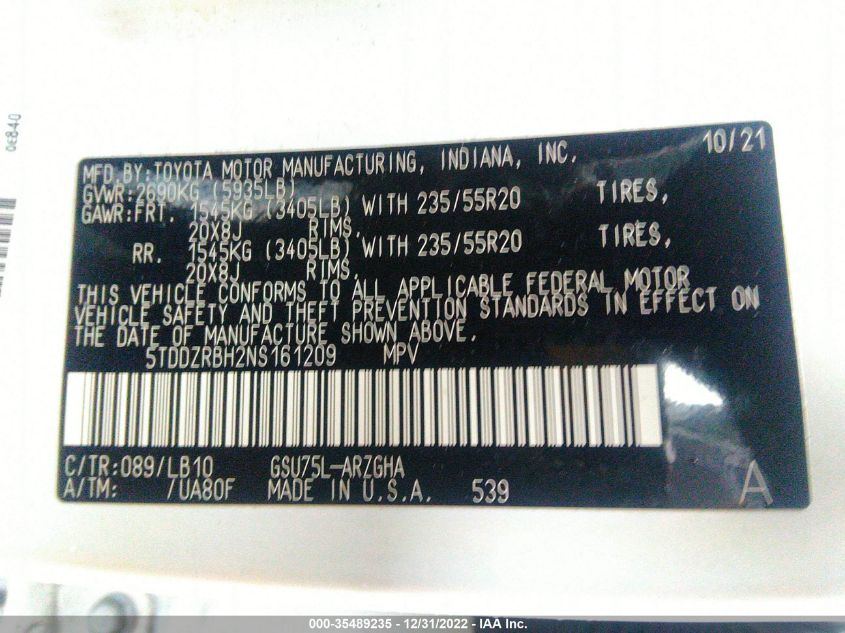 MFD.BY:TOYOTA MOTOR MANUFACTURING, INDIANA, INC. 10/21
GVWR:2690KG (5935LB)
GAWR:FRT. 1545KG (3405LB) WITH 235/55R20 TIRES,
20X8J RIMS,
RR. 1545KG (3405LB) WITH 235/55R20 TIRES,
20X8J RIMS,
THIS VEHICLE CONFORMS TO ALL APPLICABLE FEDERAL MOTOR
VEHICLE SAFETY AND THEFT PREVENTION STANDARDS IN EFFECT ON
THE DATE OF MANUFACTURE SHOWN ABOVE.
5TDDZRBH2NS161209 MPV
C/TR:089/LB10 GSU75L-ARZGHA
A/TM: /UA80F MADE IN U.S.A. 539 A
000-35489235 - 12/31/2022 - IAA Inc.